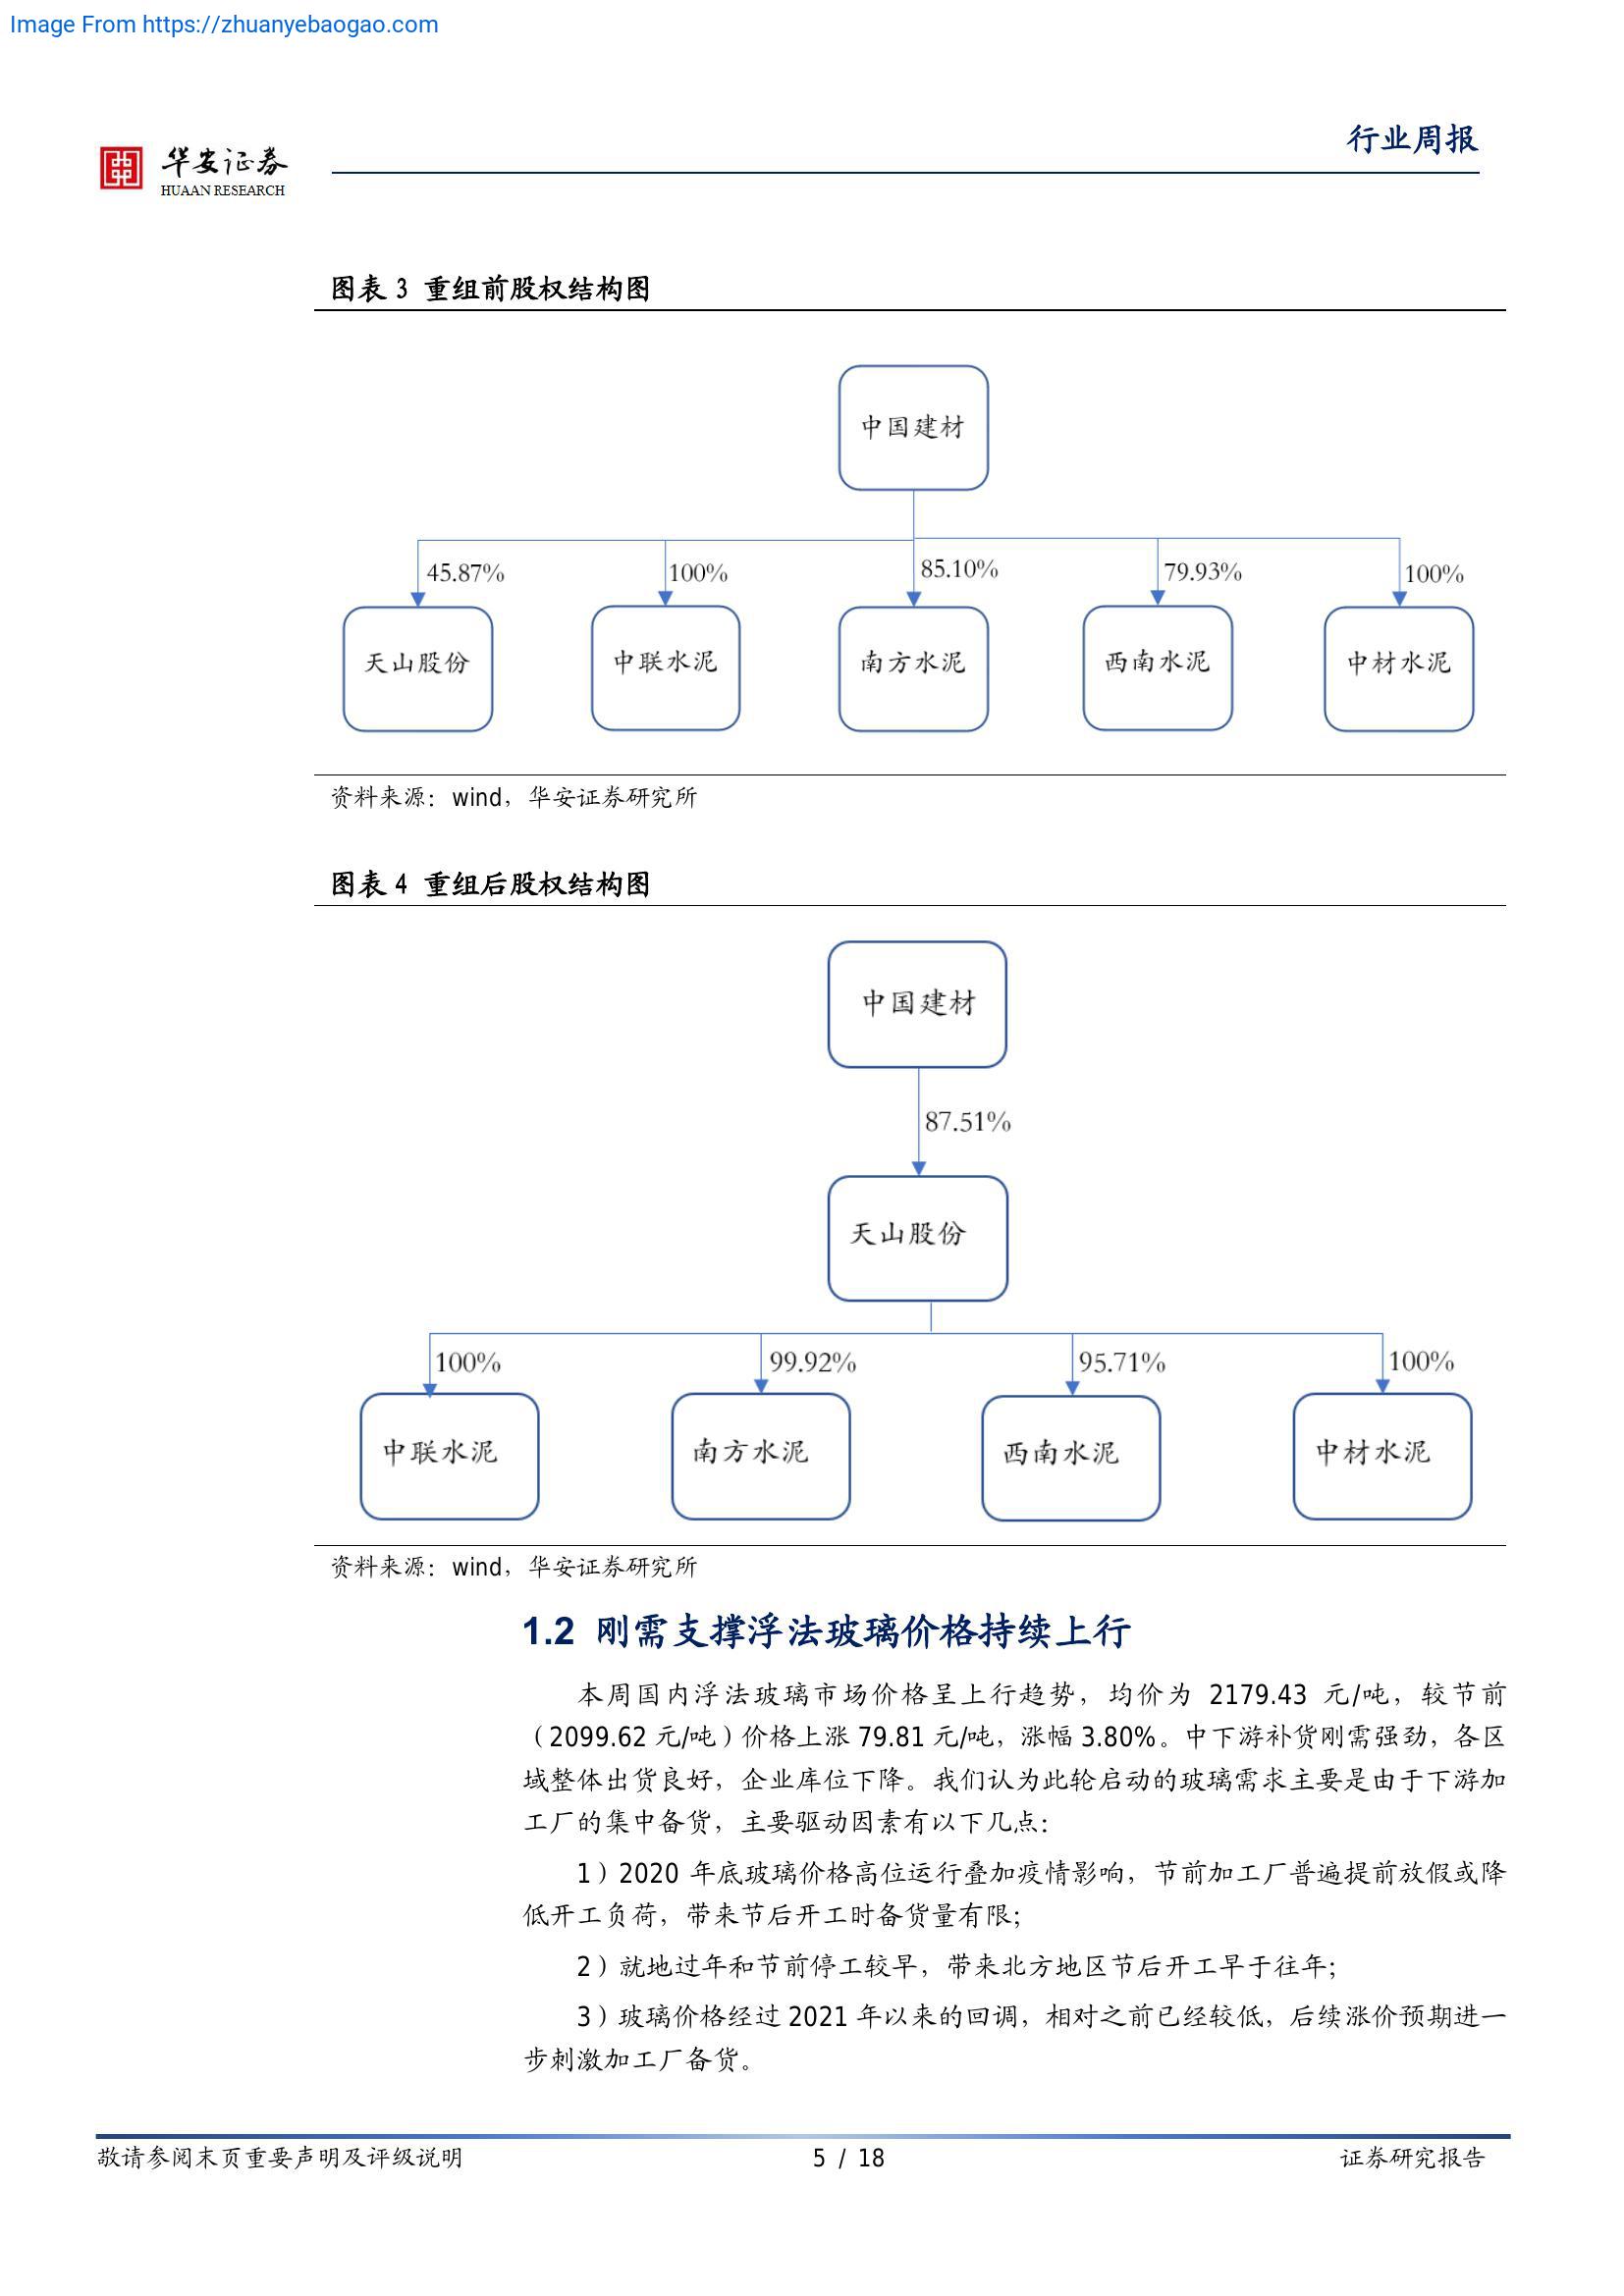 Image From https://zhuanyebaogao.com
行业周报
华安证券
HUAAN RESEARCH
图表 3 重组前股权结构图
中国建材
45.87%
100%
85.10%
79.93%
100%
天山股份
中联水泥
南方水泥
西南水泥
中材水泥
资料来源：wind，华安证券研究所
图表 4 重组后股权结构图
中国建材
87.51%
天山股份
100%
99.92%
95.71%
100%
中联水泥
南方水泥
西南水泥
中材水泥
资料来源：wind，华安证券研究所
1.2 刚需支撑浮法玻璃价格持续上行
本周国内浮法玻璃市场价格呈上行趋势，均价为 2179.43 元/吨，较节前
（2099.62 元/吨）价格上涨 79.81 元/吨，涨幅 3.80%。中下游补货刚需强劲，各区
域整体出货良好，企业库位下降。我们认为此轮启动的玻璃需求主要是由于下游加
工厂的集中备货，主要驱动因素有以下几点：
1）2020 年底玻璃价格高位运行叠加疫情影响，节前加工厂普遍提前放假或降
低开工负荷，带来节后开工时备货量有限；
2）就地过年和节前停工较早，带来北方地区节后开工早于往年；
3）玻璃价格经过 2021 年以来的回调，相对之前已经较低，后续涨价预期进一
步刺激加工厂备货。
敬请参阅末页重要声明及评级说明
5 / 18
证券研究报告